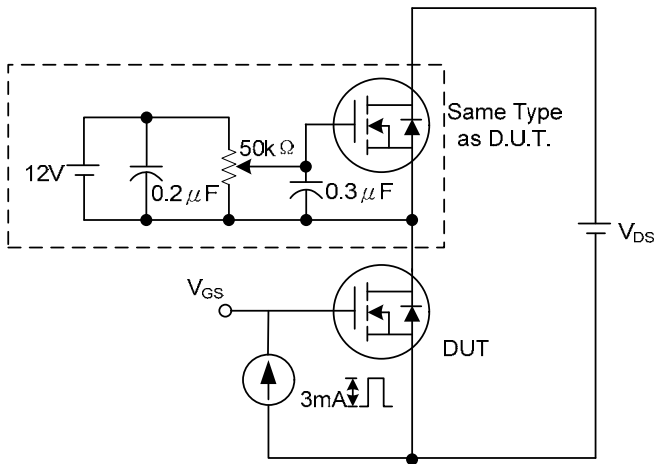 Same Type
as D.U.T.
50kΩ
12V
0.2μF
0.3μF
V_DS
V_GS
DUT
3mA